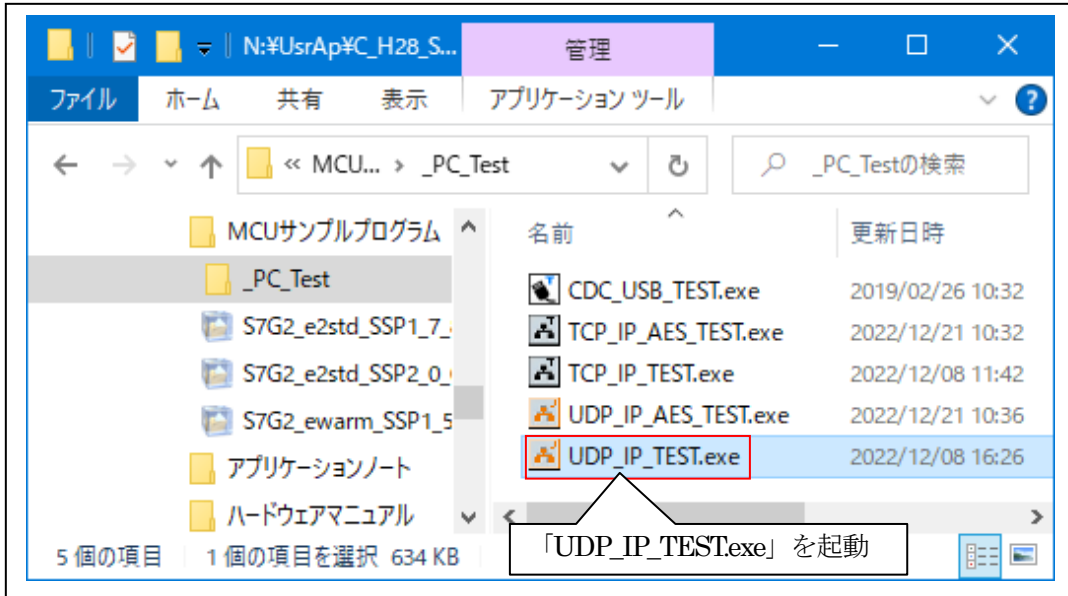 N:¥UsrAp¥C_H28_S... 管理
ファイル ホーム 共有 表示 アプリケーション ツール
« MCU... › _PC_Test _PC_Testの検索
MCUサンプルプログラム
_PC_Test
S7G2_e2std_SSP1_7_
S7G2_e2std_SSP2_0_
S7G2_ewarm_SSP1_5
アプリケーションノート
ハードウェアマニュアル
名前 更新日時
CDC_USB_TEST.exe 2019/02/26 10:32
TCP_IP_AES_TEST.exe 2022/12/21 10:32
TCP_IP_TEST.exe 2022/12/08 11:42
UDP_IP_AES_TEST.exe 2022/12/21 10:36
UDP_IP_TEST.exe 2022/12/08 16:26
「UDP_IP_TEST.exe」を起動
5 個の項目 1 個の項目を選択 634 KB